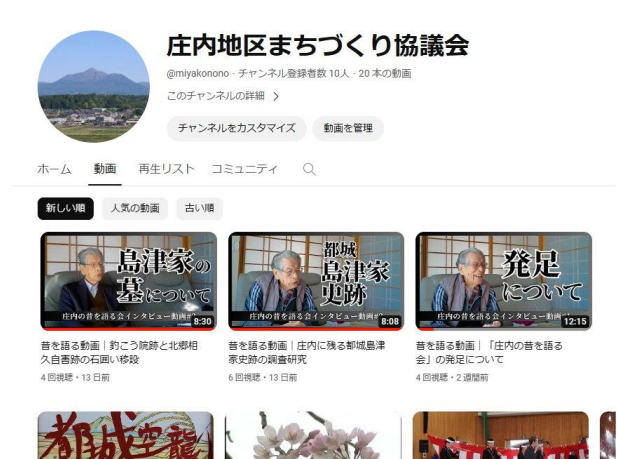 庄内地区まちづくり協議会
@miyakonono · チャンネル登録者数 10人 · 20 本の動画
このチャンネルの詳細
チャンネルをカスタマイズ
動画を管理
ホーム 動画 再生リスト コミュニティ
新しい順 人気の動画 古い順
島津家の
墓について
庄内の昔を語る会インタビュー動画#3
8:30
都城
島津家
史跡
庄内の昔を語る会インタビュー動画#2
8:08
発足
について
庄内の昔を語る会インタビュー動画#1
12:15
昔を語る動画｜釣こう院跡と北郷相
久自害跡の石囲い移設
4 回視聴・13 日前
昔を語る動画｜庄内に残る都城島津
家史跡の調査研究
6 回視聴・13 日前
昔を語る動画｜「庄内の昔を語る
会」の発足について
4 回視聴・2 週間前
都城空龍